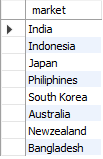 market
India
Indonesia
Japan
Philiphines
South Korea
Australia
Newzealand
Bangladesh